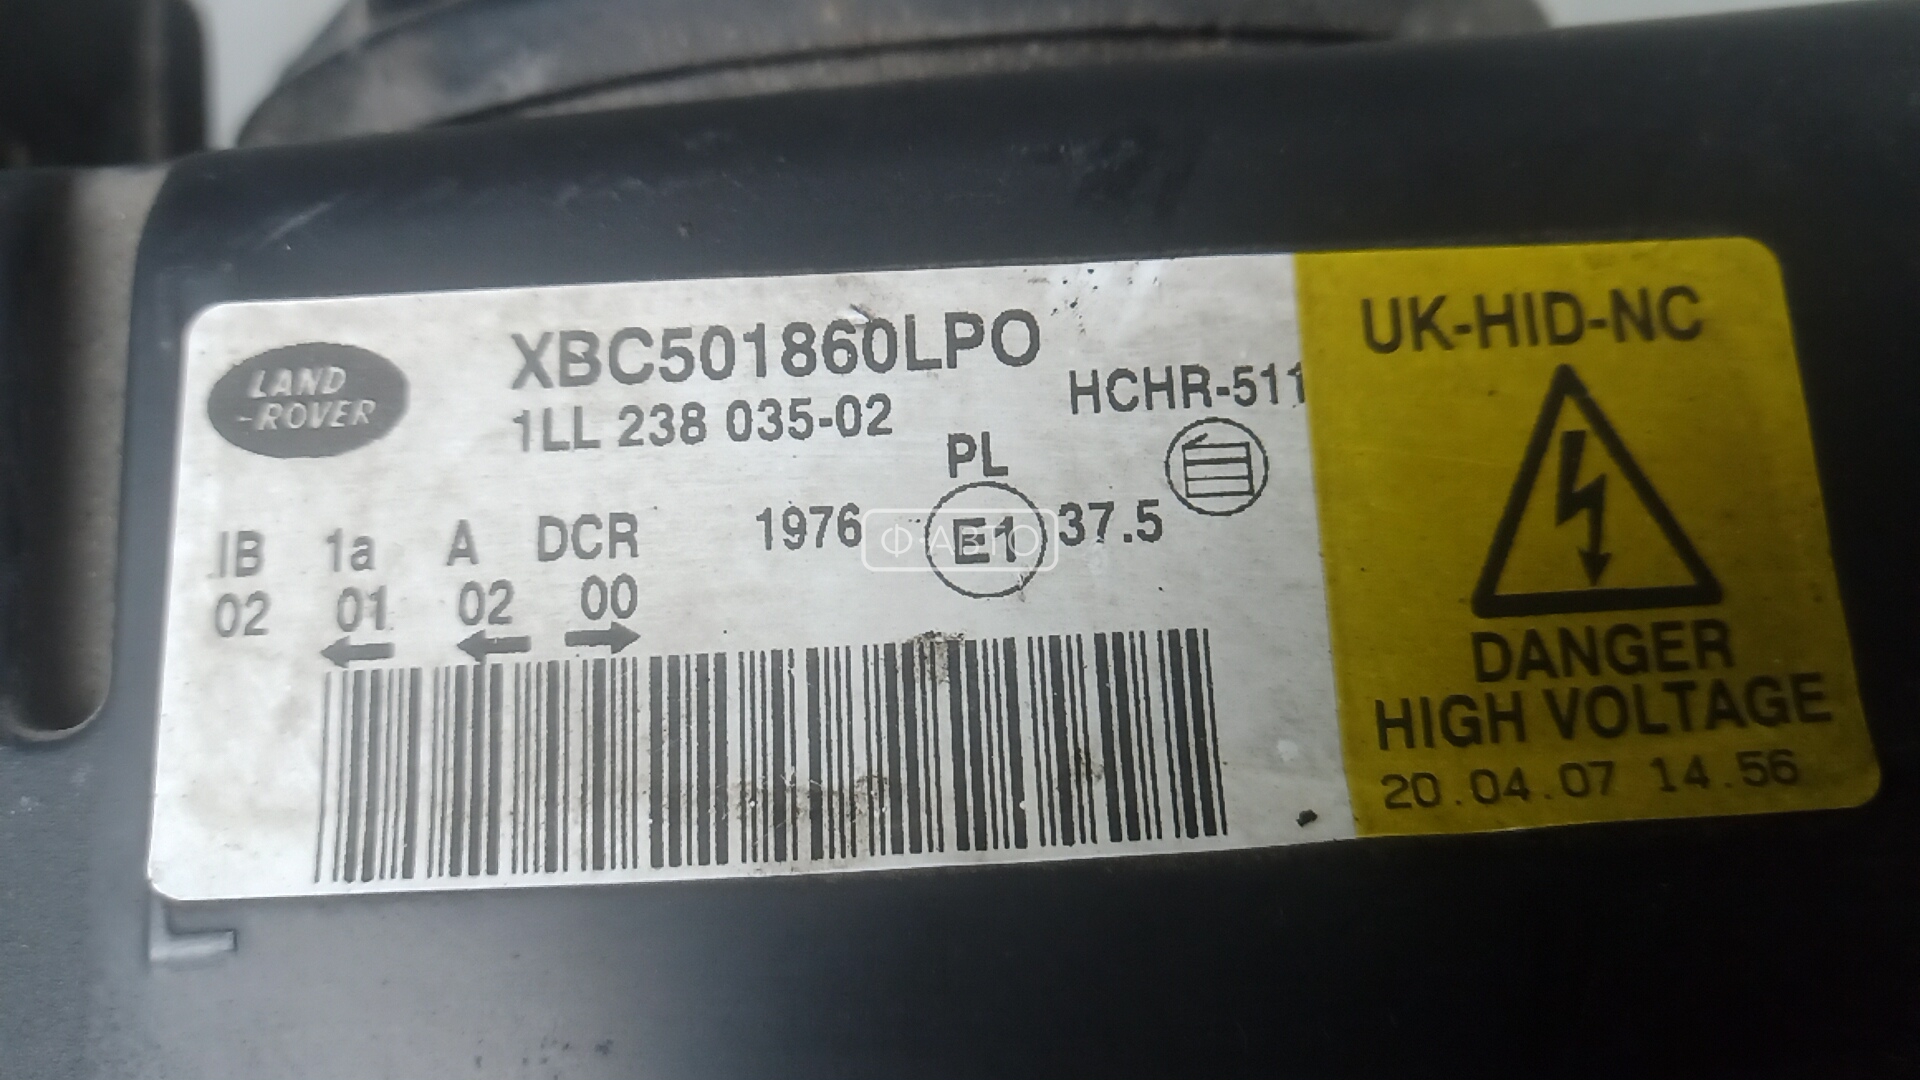 LAND
-ROVER
XBC501860LPO
1LL 238 035-02
HCHR-511
PL
IB 1a A DCR
1976 E1 37.5
02 01 02 00
UK-HID-NC
DANGER
HIGH VOLTAGE
20.04.07 14.56
Ф-АВТО